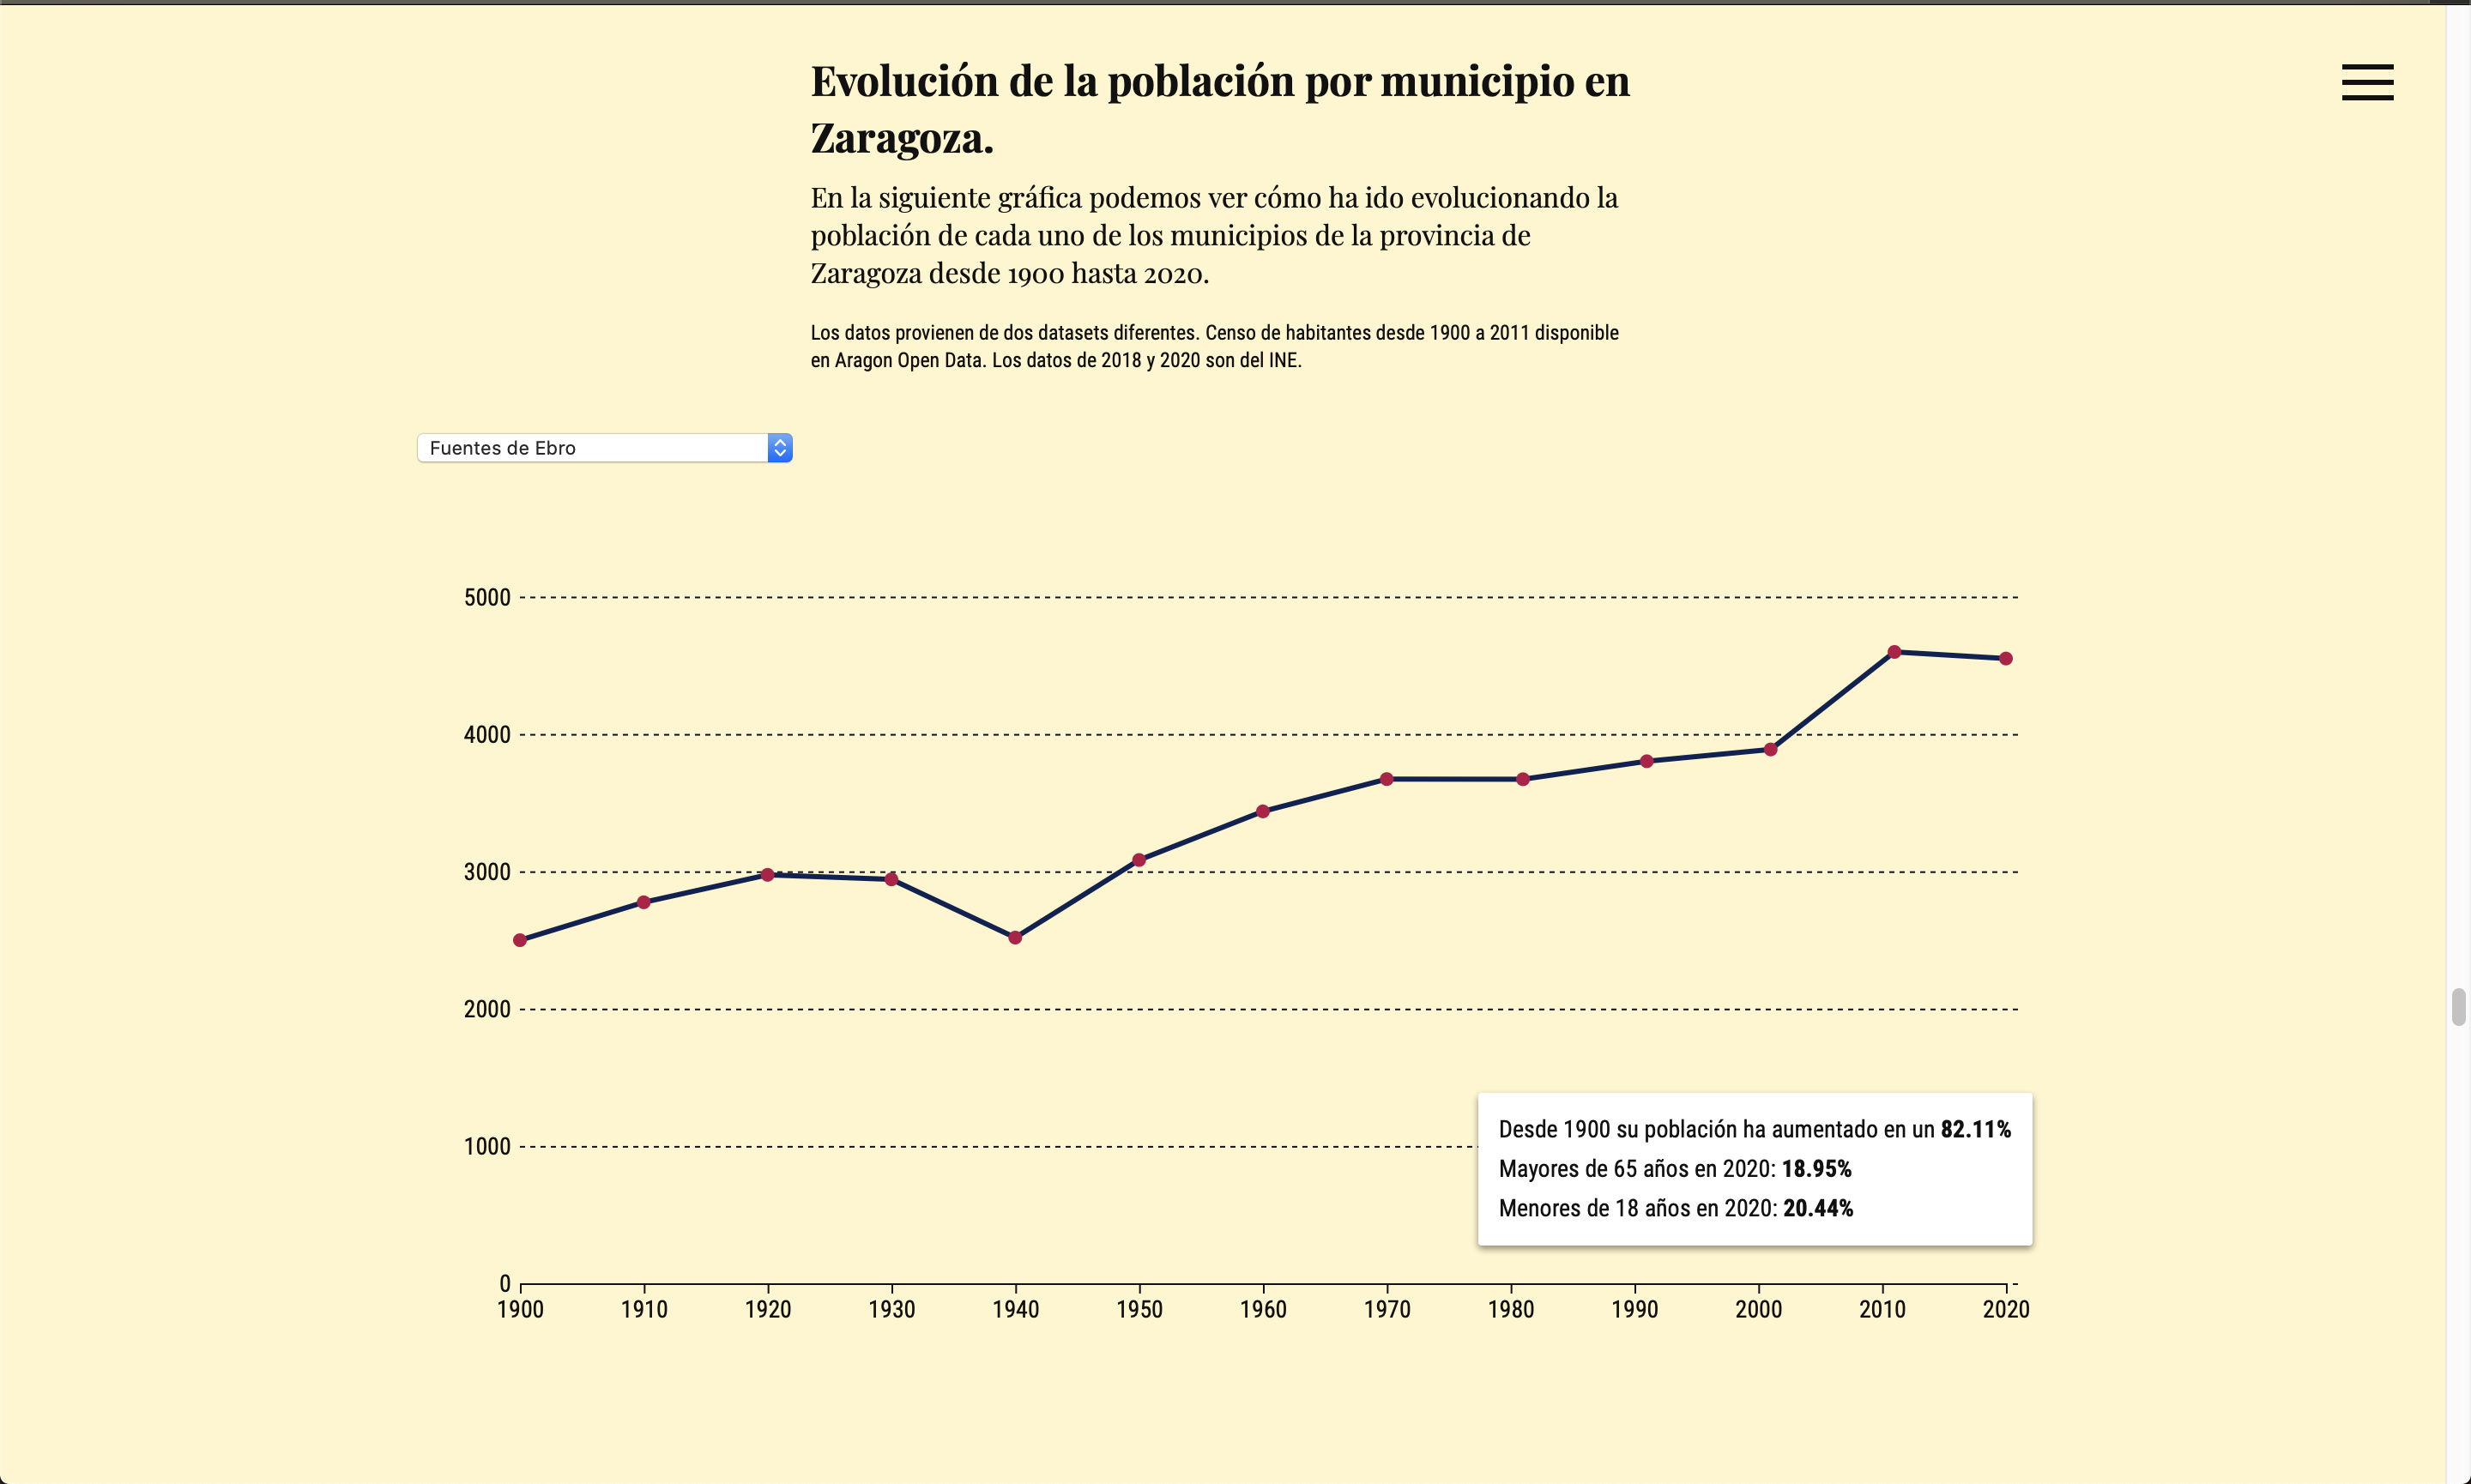 Evolución de la población por municipio en
Zaragoza.
En la siguiente gráfica podemos ver cómo ha ido evolucionando la
población de cada uno de los municipios de la provincia de
Zaragoza desde 1900 hasta 2020.
Los datos provienen de dos datasets diferentes. Censo de habitantes desde 1900 a 2011 disponible
en Aragon Open Data. Los datos de 2018 y 2020 son del INE.
Fuentes de Ebro
5000
4000
3000
2000
1000
0
Desde 1900 su población ha aumentado en un 82.11%
Mayores de 65 años en 2020: 18.95%
Menores de 18 años en 2020: 20.44%
1900 1910 1920 1930 1940 1950 1960 1970 1980 1990 2000 2010 2020